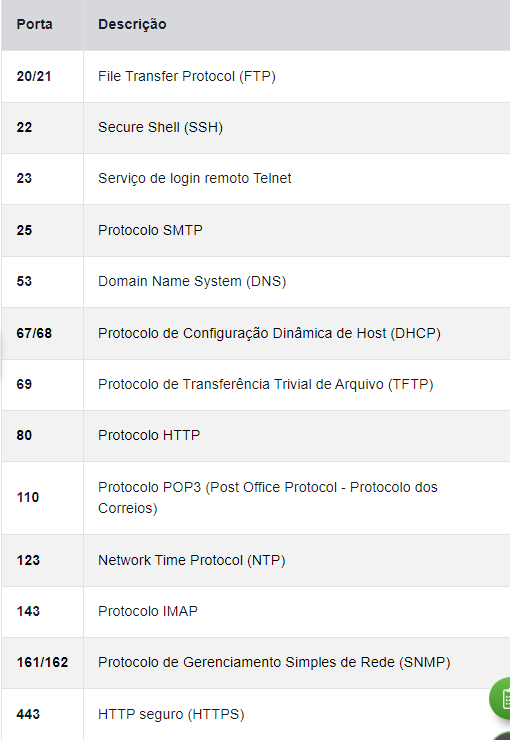 Porta Descrição
20/21 File Transfer Protocol (FTP)
22 Secure Shell (SSH)
23 Serviço de login remoto Telnet
25 Protocolo SMTP
53 Domain Name System (DNS)
67/68 Protocolo de Configuração Dinâmica de Host (DHCP)
69 Protocolo de Transferência Trivial de Arquivo (TFTP)
80 Protocolo HTTP
110 Protocolo POP3 (Post Office Protocol - Protocolo dos
Correios)
123 Network Time Protocol (NTP)
143 Protocolo IMAP
161/162 Protocolo de Gerenciamento Simples de Rede (SNMP)
443 HTTP seguro (HTTPS)